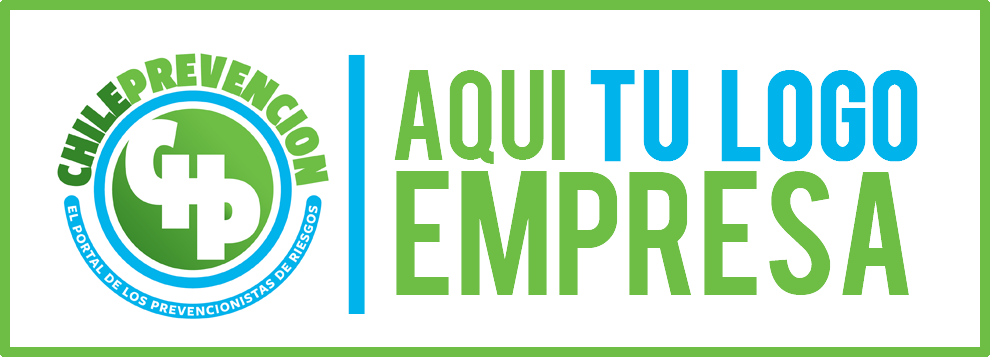 CHILEPREVENCION
CHP
EL PORTAL DE LOS PREVENCIONISTAS DE RIESGOS
AQUI TU LOGO
EMPRESA